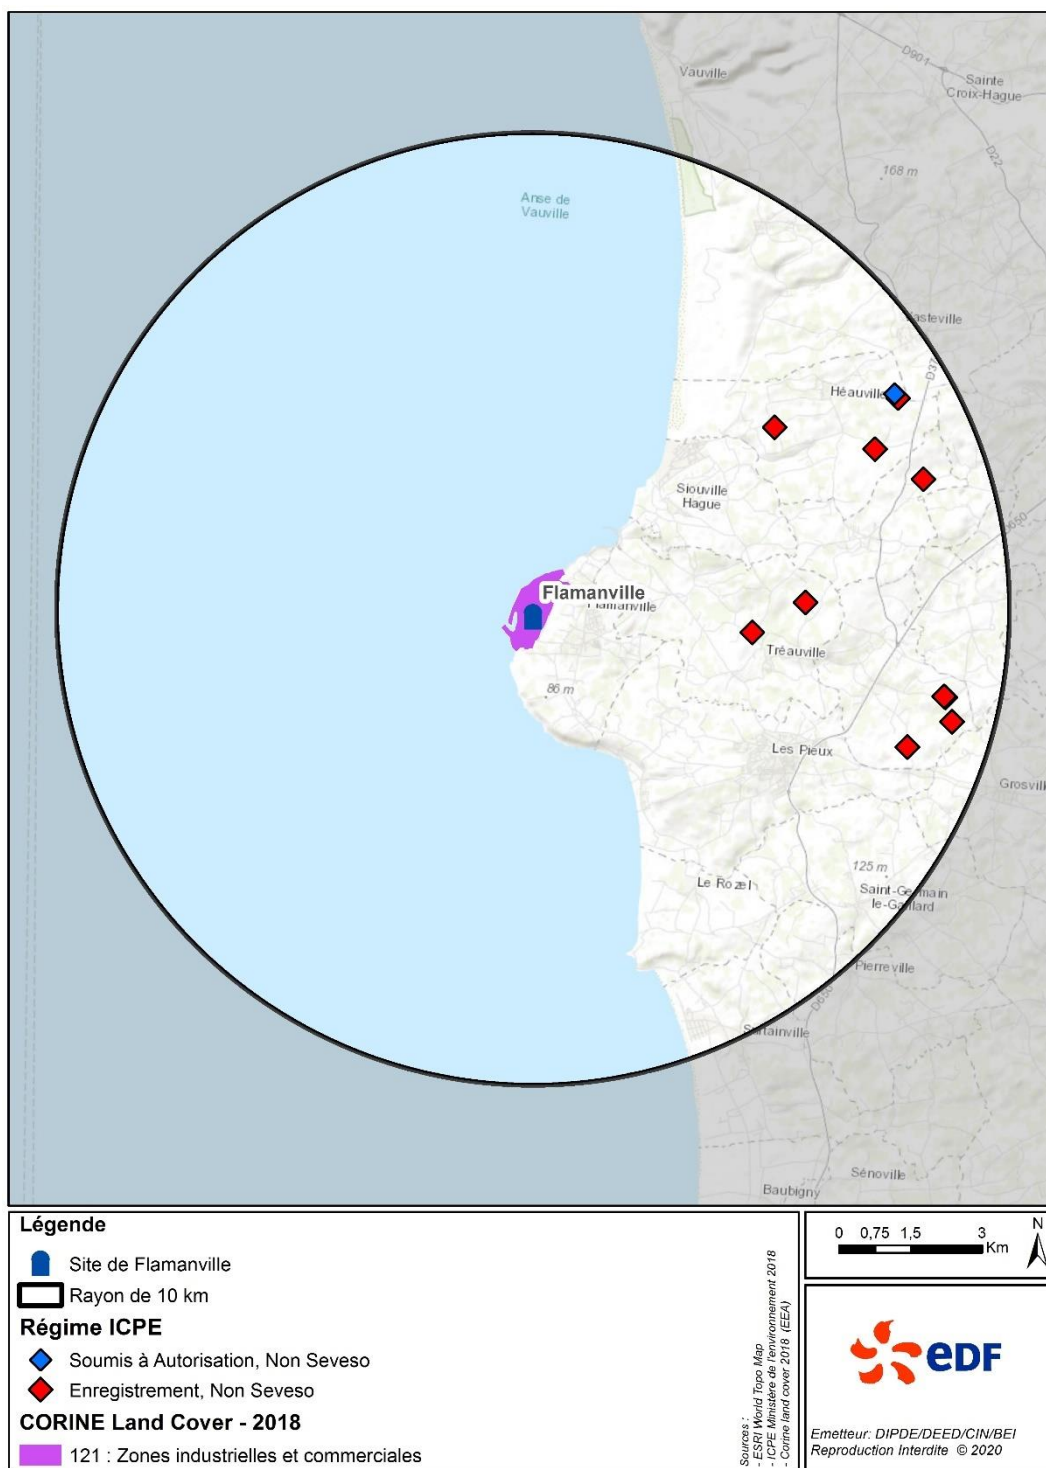 Vauville
D901
Sainte
Croix-Hague
D22
168 m
Anse de
Vauville
Vasteville
D37
Héauville
Siouville
Hague
D650
Flamanville
Flamanville
Tréauville
86 m
Les Pieux
Grosvill
125 m
Le Rozel
Saint-Germain
le-Gaillard
Pierreville
D650
Surtainville
Sénoville
Baubigny
Légende
Site de Flamanville
Rayon de 10 km
Régime ICPE
Soumis à Autorisation, Non Seveso
Enregistrement, Non Seveso
CORINE Land Cover - 2018
121 : Zones industrielles et commerciales
Sources :
- ESRI World Topo Map
- ICPE Ministère de l'environnement 2018
- Corine land cover 2018 (EEA)
0 0,75 1,5 3
Km
N
eDF
Emetteur: DIPDE/DEED/CIN/BEI
Reproduction Interdite © 2020